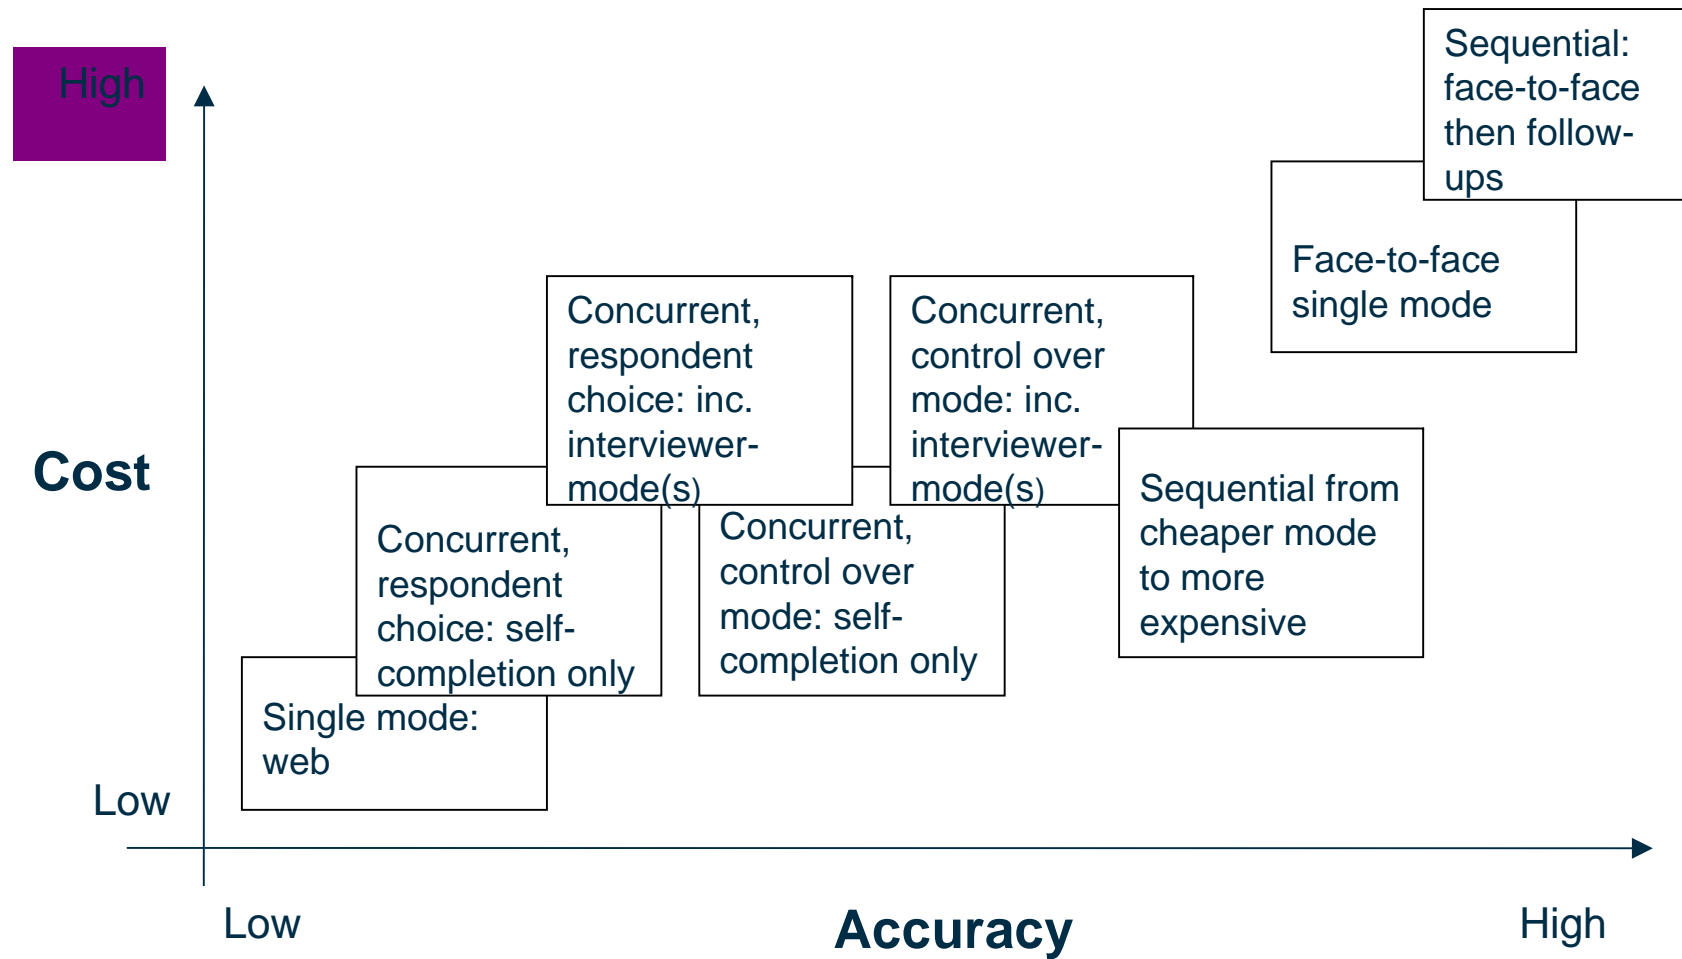 High
Sequential:
face-to-face
then follow-
ups
Face-to-face
single mode
Concurrent,
respondent
choice: inc.
interviewer-
mode(s)
Concurrent,
control over
mode: inc.
interviewer-
mode(s)
Cost
Sequential from
cheaper mode
to more
expensive
Concurrent,
respondent
choice: self-
completion only
Concurrent,
control over
mode: self-
completion only
Single mode:
web
Low
Low
Accuracy
High